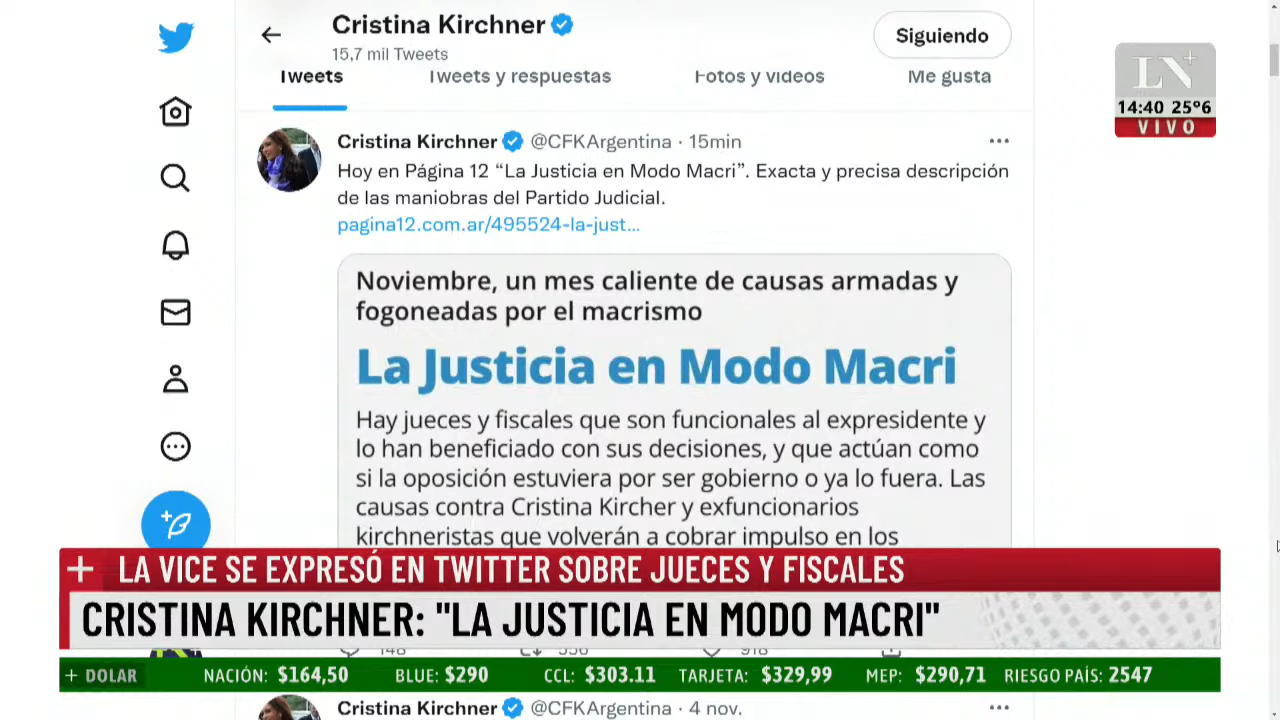 Cristina Kirchner
15,7 mil Tweets
Siguiendo
Tweets
Tweets y respuestas
Fotos y videos
Me gusta
LN+
14:40 25°6
VIVO
Cristina Kirchner @CFKArgentina · 15min
Hoy en Página 12 “La Justicia en Modo Macri”. Exacta y precisa descripción
de las maniobras del Partido Judicial.
pagina12.com.ar/495524-la-just...
Noviembre, un mes caliente de causas armadas y
fogoneadas por el macrismo
La Justicia en Modo Macri
Hay jueces y fiscales que son funcionales al expresidente y
lo han beneficiado con sus decisiones, y que actúan como
si la oposición estuviera por ser gobierno o ya lo fuera. Las
causas contra Cristina Kircher y exfuncionarios
kirchneristas que volverán a cobrar impulso en los
+ LA VICE SE EXPRESÓ EN TWITTER SOBRE JUECES Y FISCALES
CRISTINA KIRCHNER: "LA JUSTICIA EN MODO MACRI"
+ DOLAR NACIÓN: $164,50 BLUE: $290 CCL: $303.11 TARJETA: $329,99 MEP: $290,71 RIESGO PAÍS: 2547
Cristina Kirchner @CFKArgentina · 4 nov.